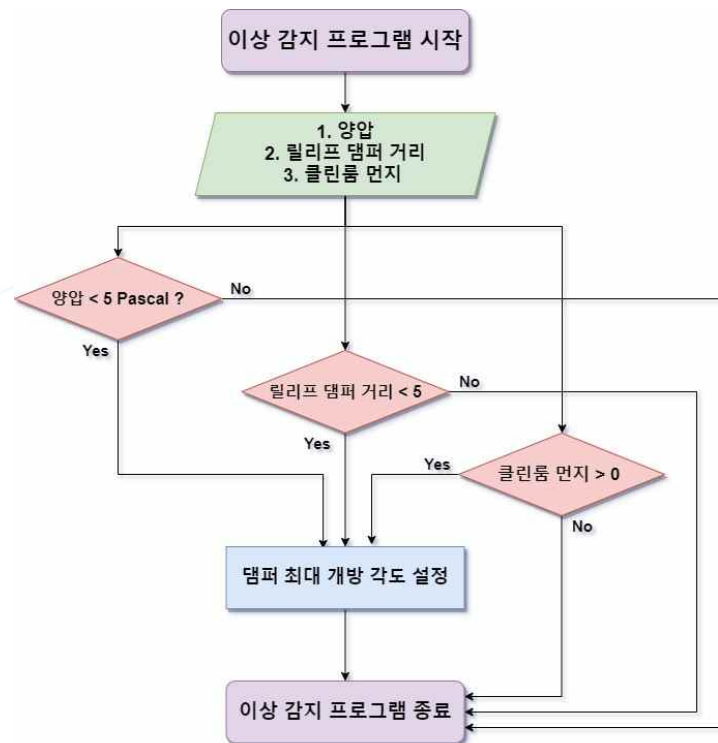 이상 감지 프로그램 시작
1. 양압
2. 릴리프 댐퍼 거리
3. 클린룸 먼지
양압 < 5 Pascal ?
No
Yes
릴리프 댐퍼 거리 < 5
No
Yes
클린룸 먼지 > 0
Yes
No
댐퍼 최대 개방 각도 설정
이상 감지 프로그램 종료